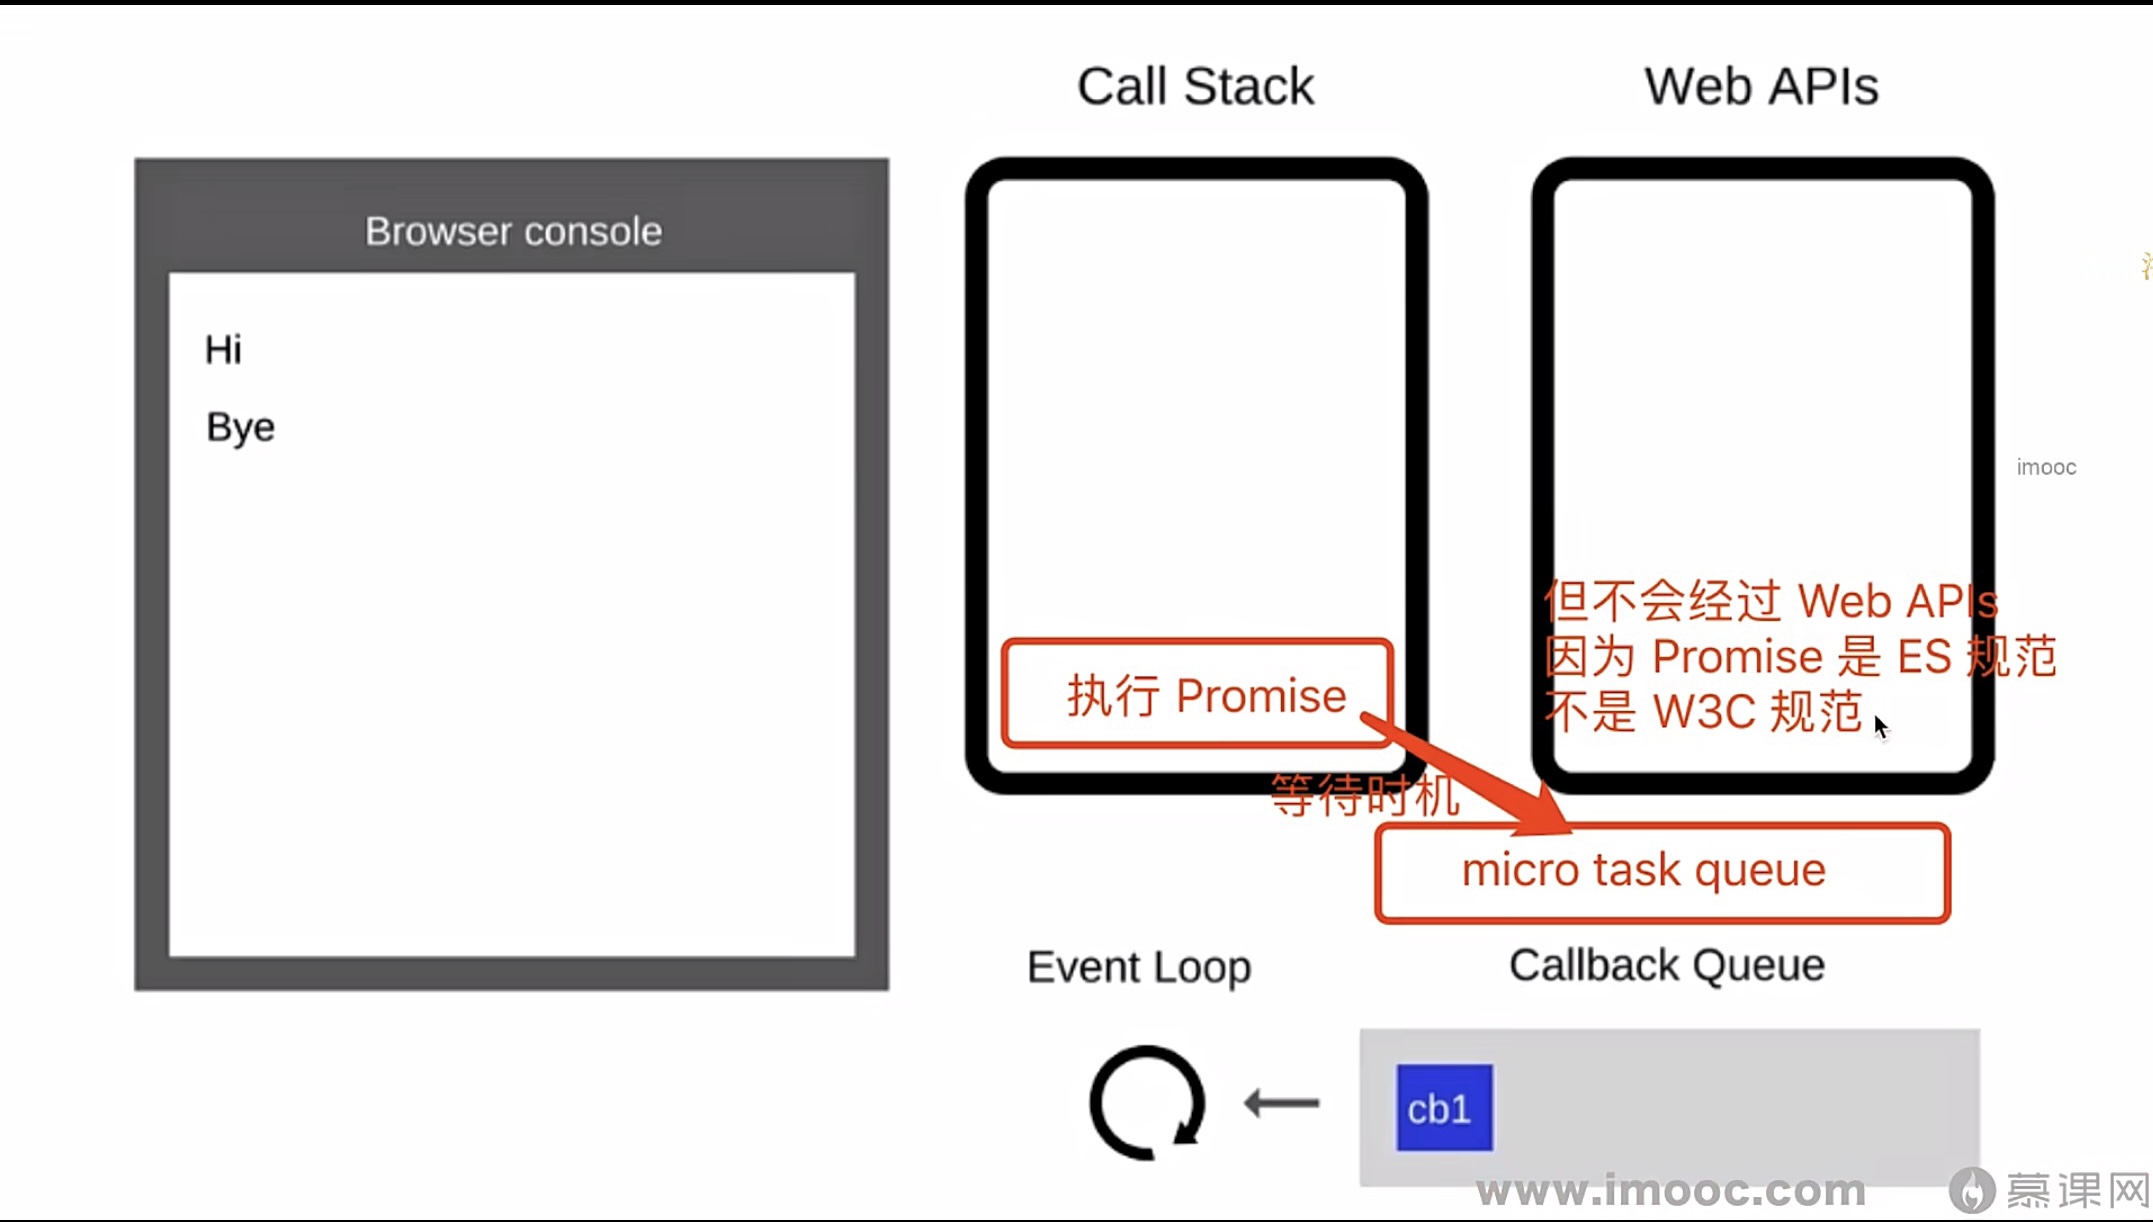 Call Stack
Web APIs
Browser console
Hi
Bye
imooc
但不会经过 Web APIs
因为 Promise 是 ES 规范
不是 W3C 规范
执行 Promise
等待时机
micro task queue
Event Loop
Callback Queue
cb1
www.imooc.com
慕课网